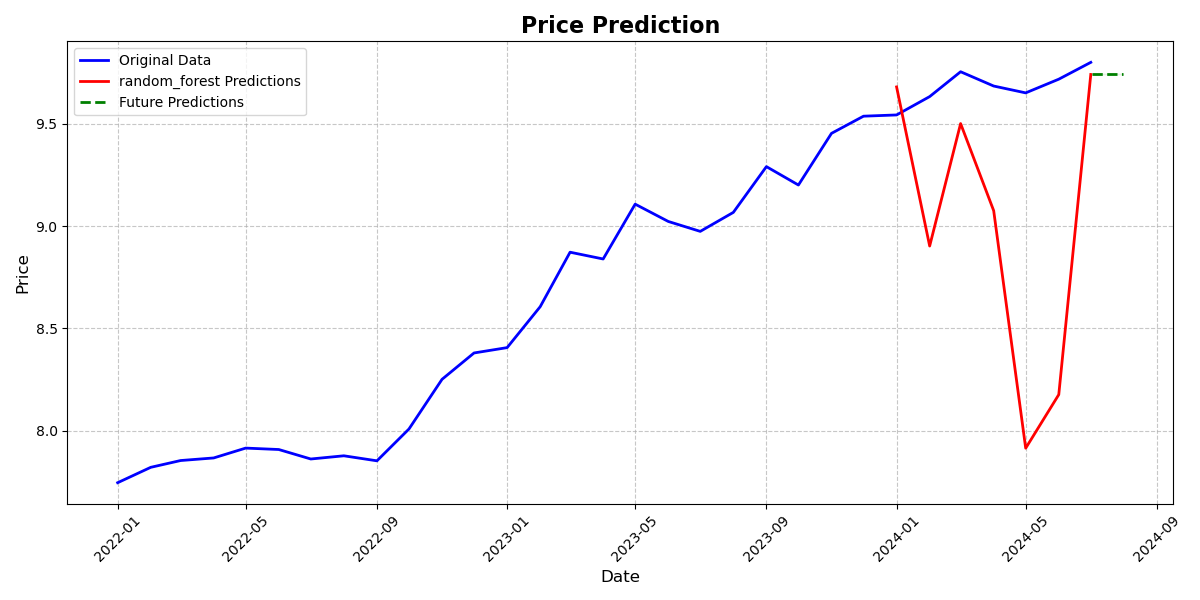 Price Prediction
Original Data
random_forest Predictions
Future Predictions
Price
9.5
9.0
8.5
8.0
2022-01
2022-05
2022-09
2023-01
2023-05
2023-09
2024-01
2024-05
2024-09
Date